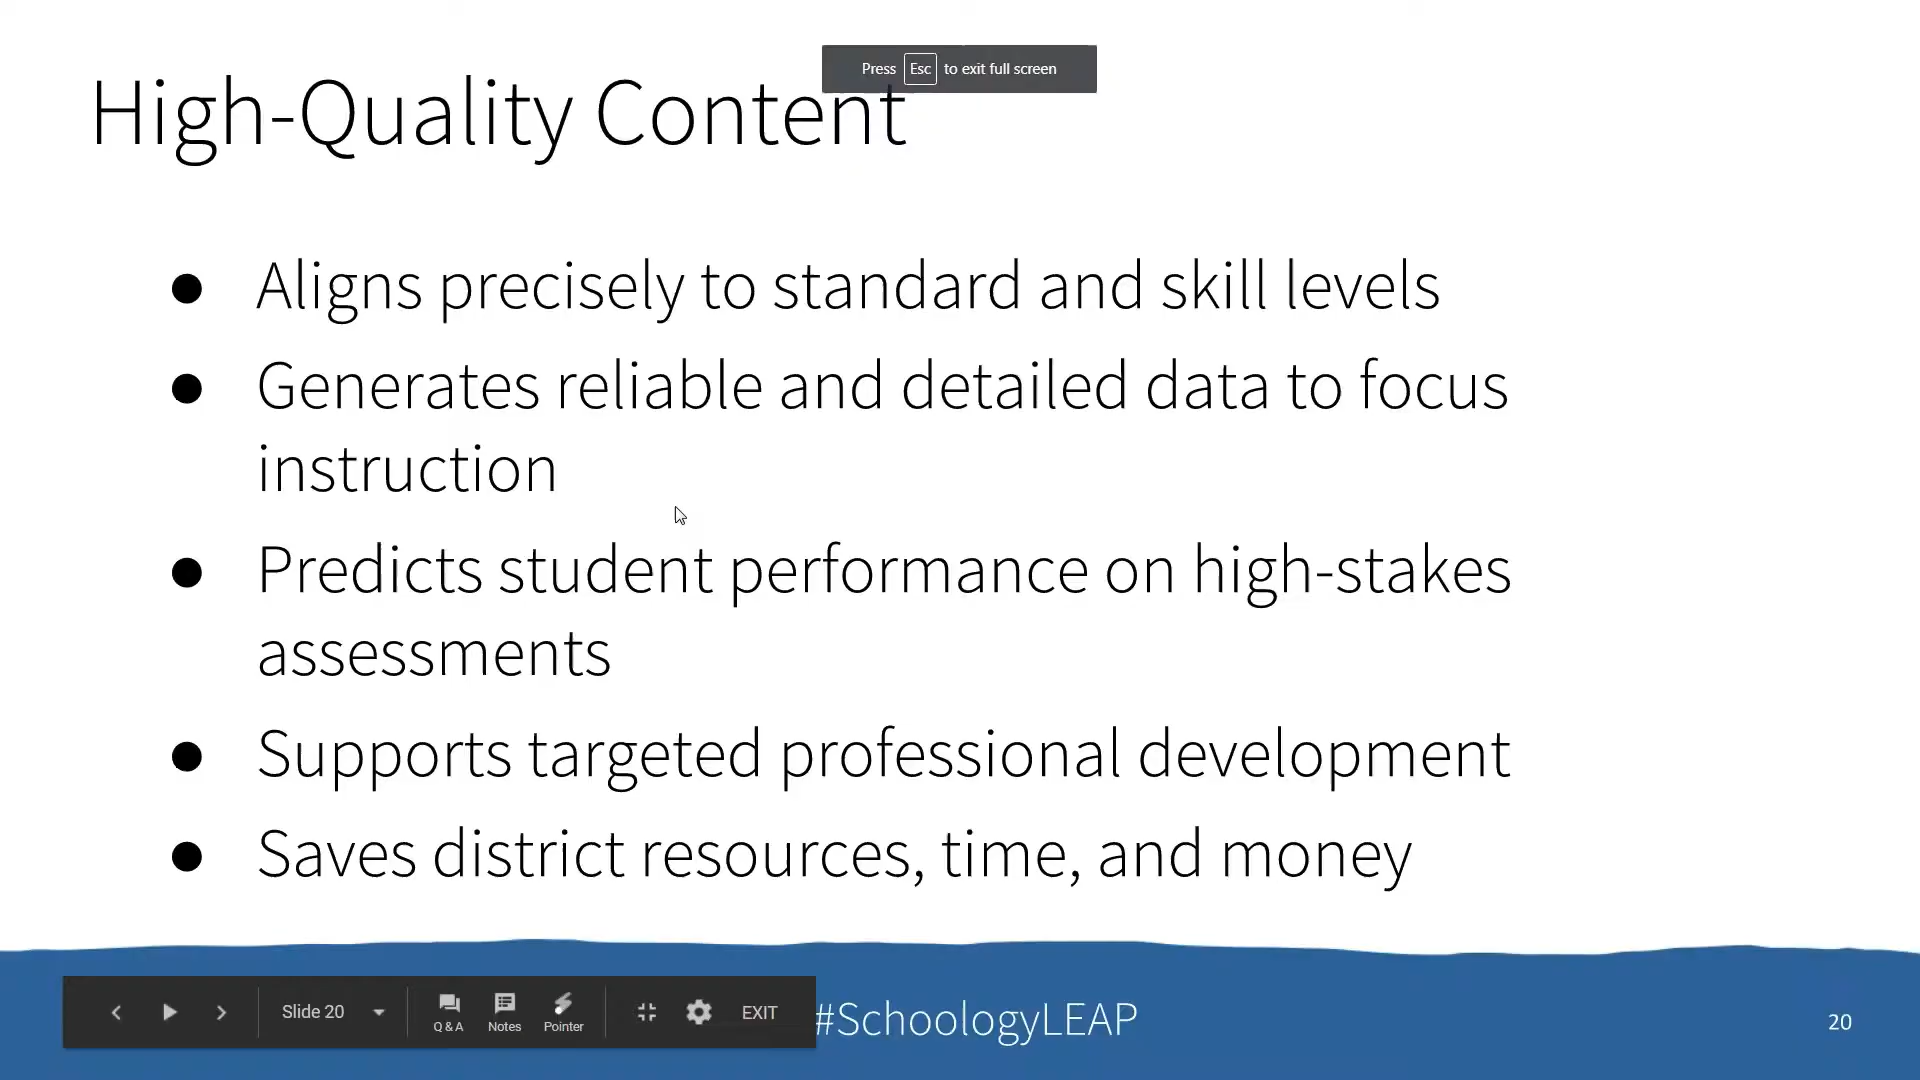 Press Esc to exit full screen
High-Quality Content
● Aligns precisely to standard and skill levels
● Generates reliable and detailed data to focus
instruction
● Predicts student performance on high-stakes
assessments
● Supports targeted professional development
● Saves district resources, time, and money
Slide 20
Q & A
Notes
Pointer
EXIT
#SchoologyLEAP
20